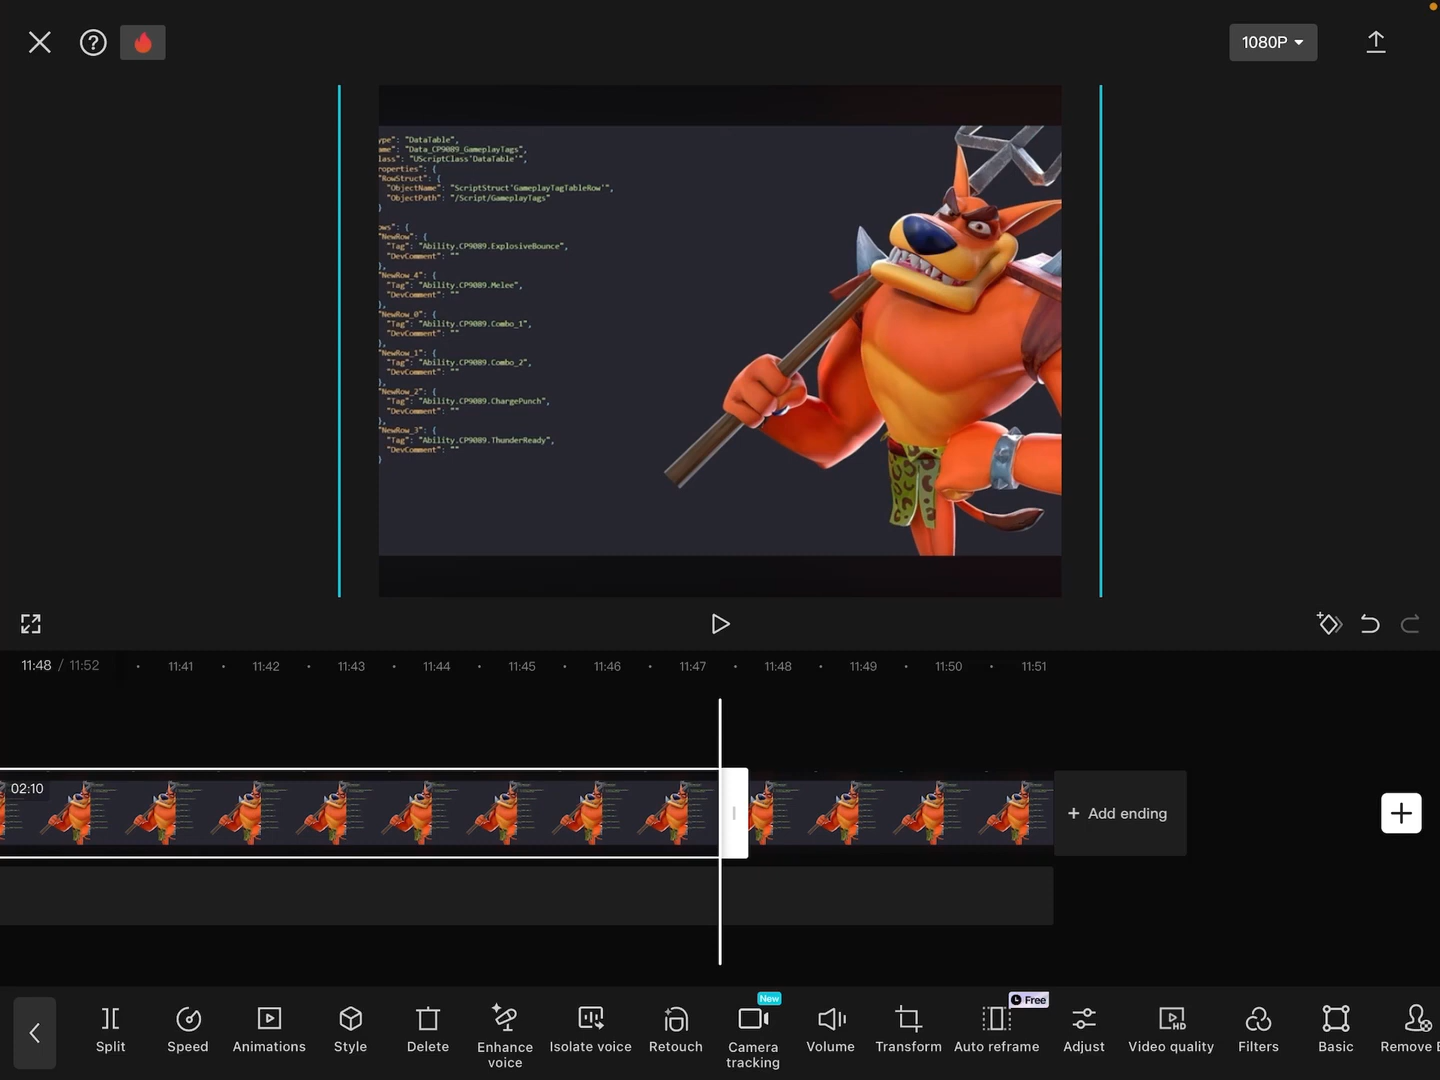 1080P
ype": "DataTable",
ame": "Data_CP9089_GameplayTags",
lass": "UScriptClass'DataTable'",
roperties": {
"RowStruct": {
"ObjectName": "ScriptStruct'GameplayTagTableRow'",
"ObjectPath": "/Script/GameplayTags"
}
ows": {
"NewRow": {
"Tag": "Ability.CP9089.ExplosiveBounce",
"DevComment": ""
},
"NewRow_4": {
"Tag": "Ability.CP9089.Melee",
"DevComment": ""
},
"NewRow_0": {
"Tag": "Ability.CP9089.Combo_1",
"DevComment": ""
},
"NewRow_1": {
"Tag": "Ability.CP9089.Combo_2",
"DevComment": ""
},
"NewRow_2": {
"Tag": "Ability.CP9089.ChargePunch",
"DevComment": ""
},
"NewRow_3": {
"Tag": "Ability.CP9089.ThunderReady",
"DevComment": ""
}
11:48 / 11:52
11:41 11:42 11:43 11:44 11:45 11:46 11:47 11:48 11:49 11:50 11:51
02:10
+ Add ending
New
Free
Split
Speed
Animations
Style
Delete
Enhance
voice
Isolate voice
Retouch
Camera
tracking
Volume
Transform
Auto reframe
Adjust
HD
Video quality
Filters
Basic
Remove